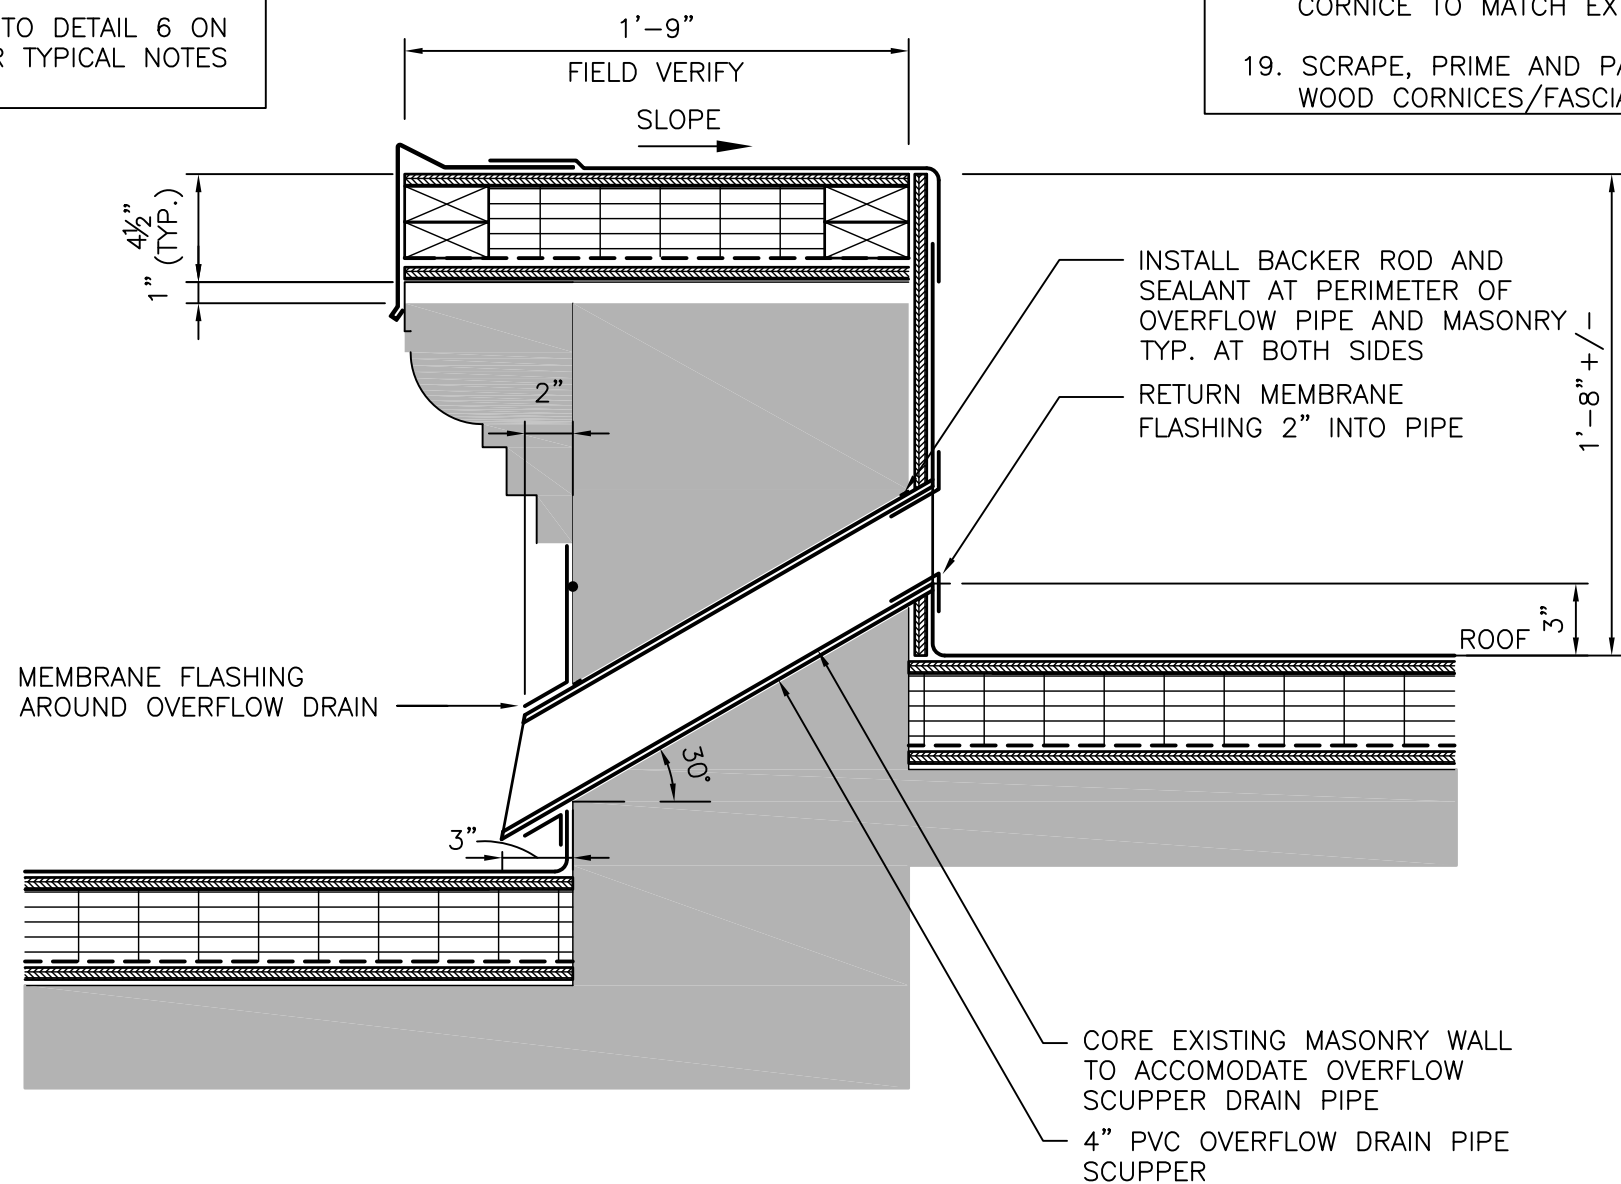 TO DETAIL 6 ON
TYPICAL NOTES
1'-9"
FIELD VERIFY
SLOPE
CORNICE TO MATCH
19. SCRAPE, PRIME AND
WOOD CORNICES/FASCIA
4½"
(TYP.)
1"
2"
INSTALL BACKER ROD AND
SEALANT AT PERIMETER OF
OVERFLOW PIPE AND MASONRY
TYP. AT BOTH SIDES
RETURN MEMBRANE
FLASHING 2" INTO PIPE
1'-8"+/-
3"
ROOF
MEMBRANE FLASHING
AROUND OVERFLOW DRAIN
30°
3"
CORE EXISTING MASONRY WALL
TO ACCOMODATE OVERFLOW
SCUPPER DRAIN PIPE
4" PVC OVERFLOW DRAIN PIPE
SCUPPER